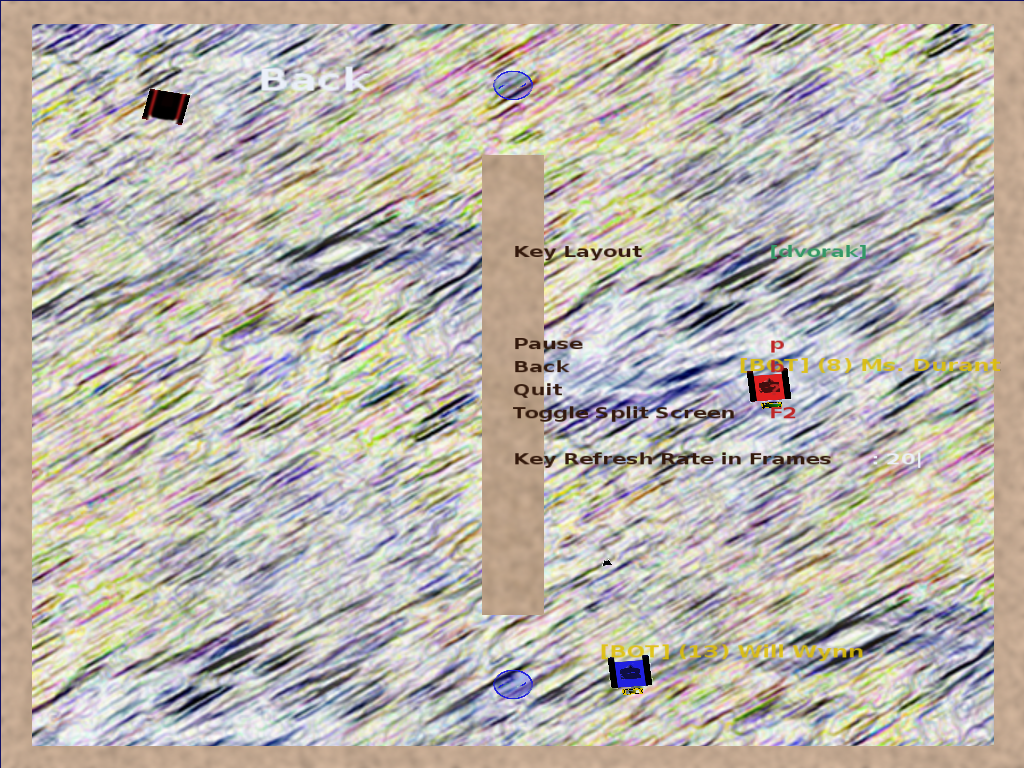 Back
Key Layout [dvorak]
Pause p
Back b
[BOT] (8) Ms. Durant
Quit
Toggle Split Screen F2
Key Refresh Rate in Frames : 20|
[BOT] (13) Will Wynn